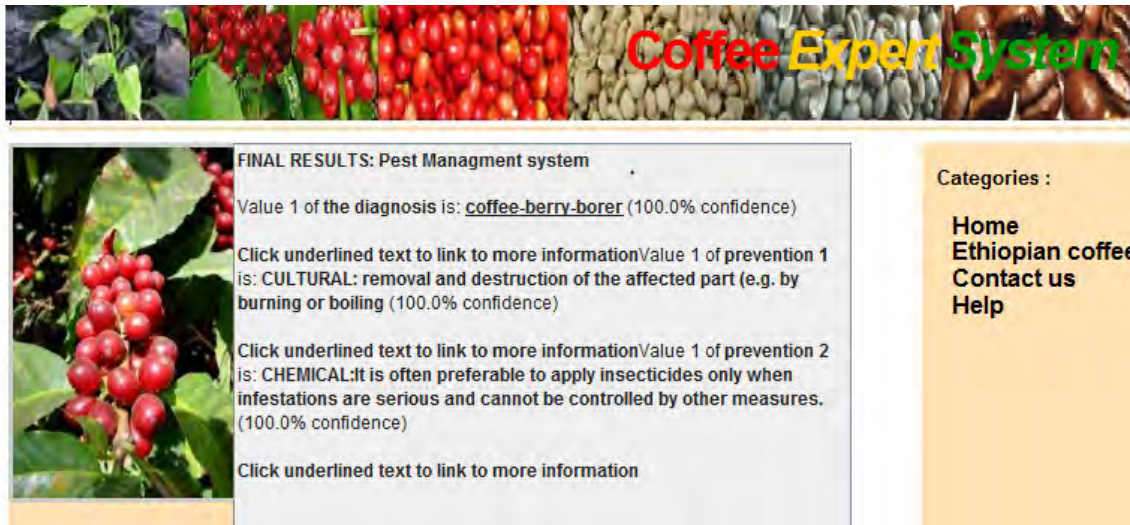 Coffee Expert System
FINAL RESULTS: Pest Managment system
Value 1 of the diagnosis is: coffee-berry-borer (100.0% confidence)
Click underlined text to link to more informationValue 1 of prevention 1
is: CULTURAL: removal and destruction of the affected part (e.g. by
burning or boiling (100.0% confidence)
Click underlined text to link to more informationValue 1 of prevention 2
is: CHEMICAL:It is often preferable to apply insecticides only when
infestations are serious and cannot be controlled by other measures.
(100.0% confidence)
Click underlined text to link to more information
Categories :
Home
Ethiopian coffee
Contact us
Help